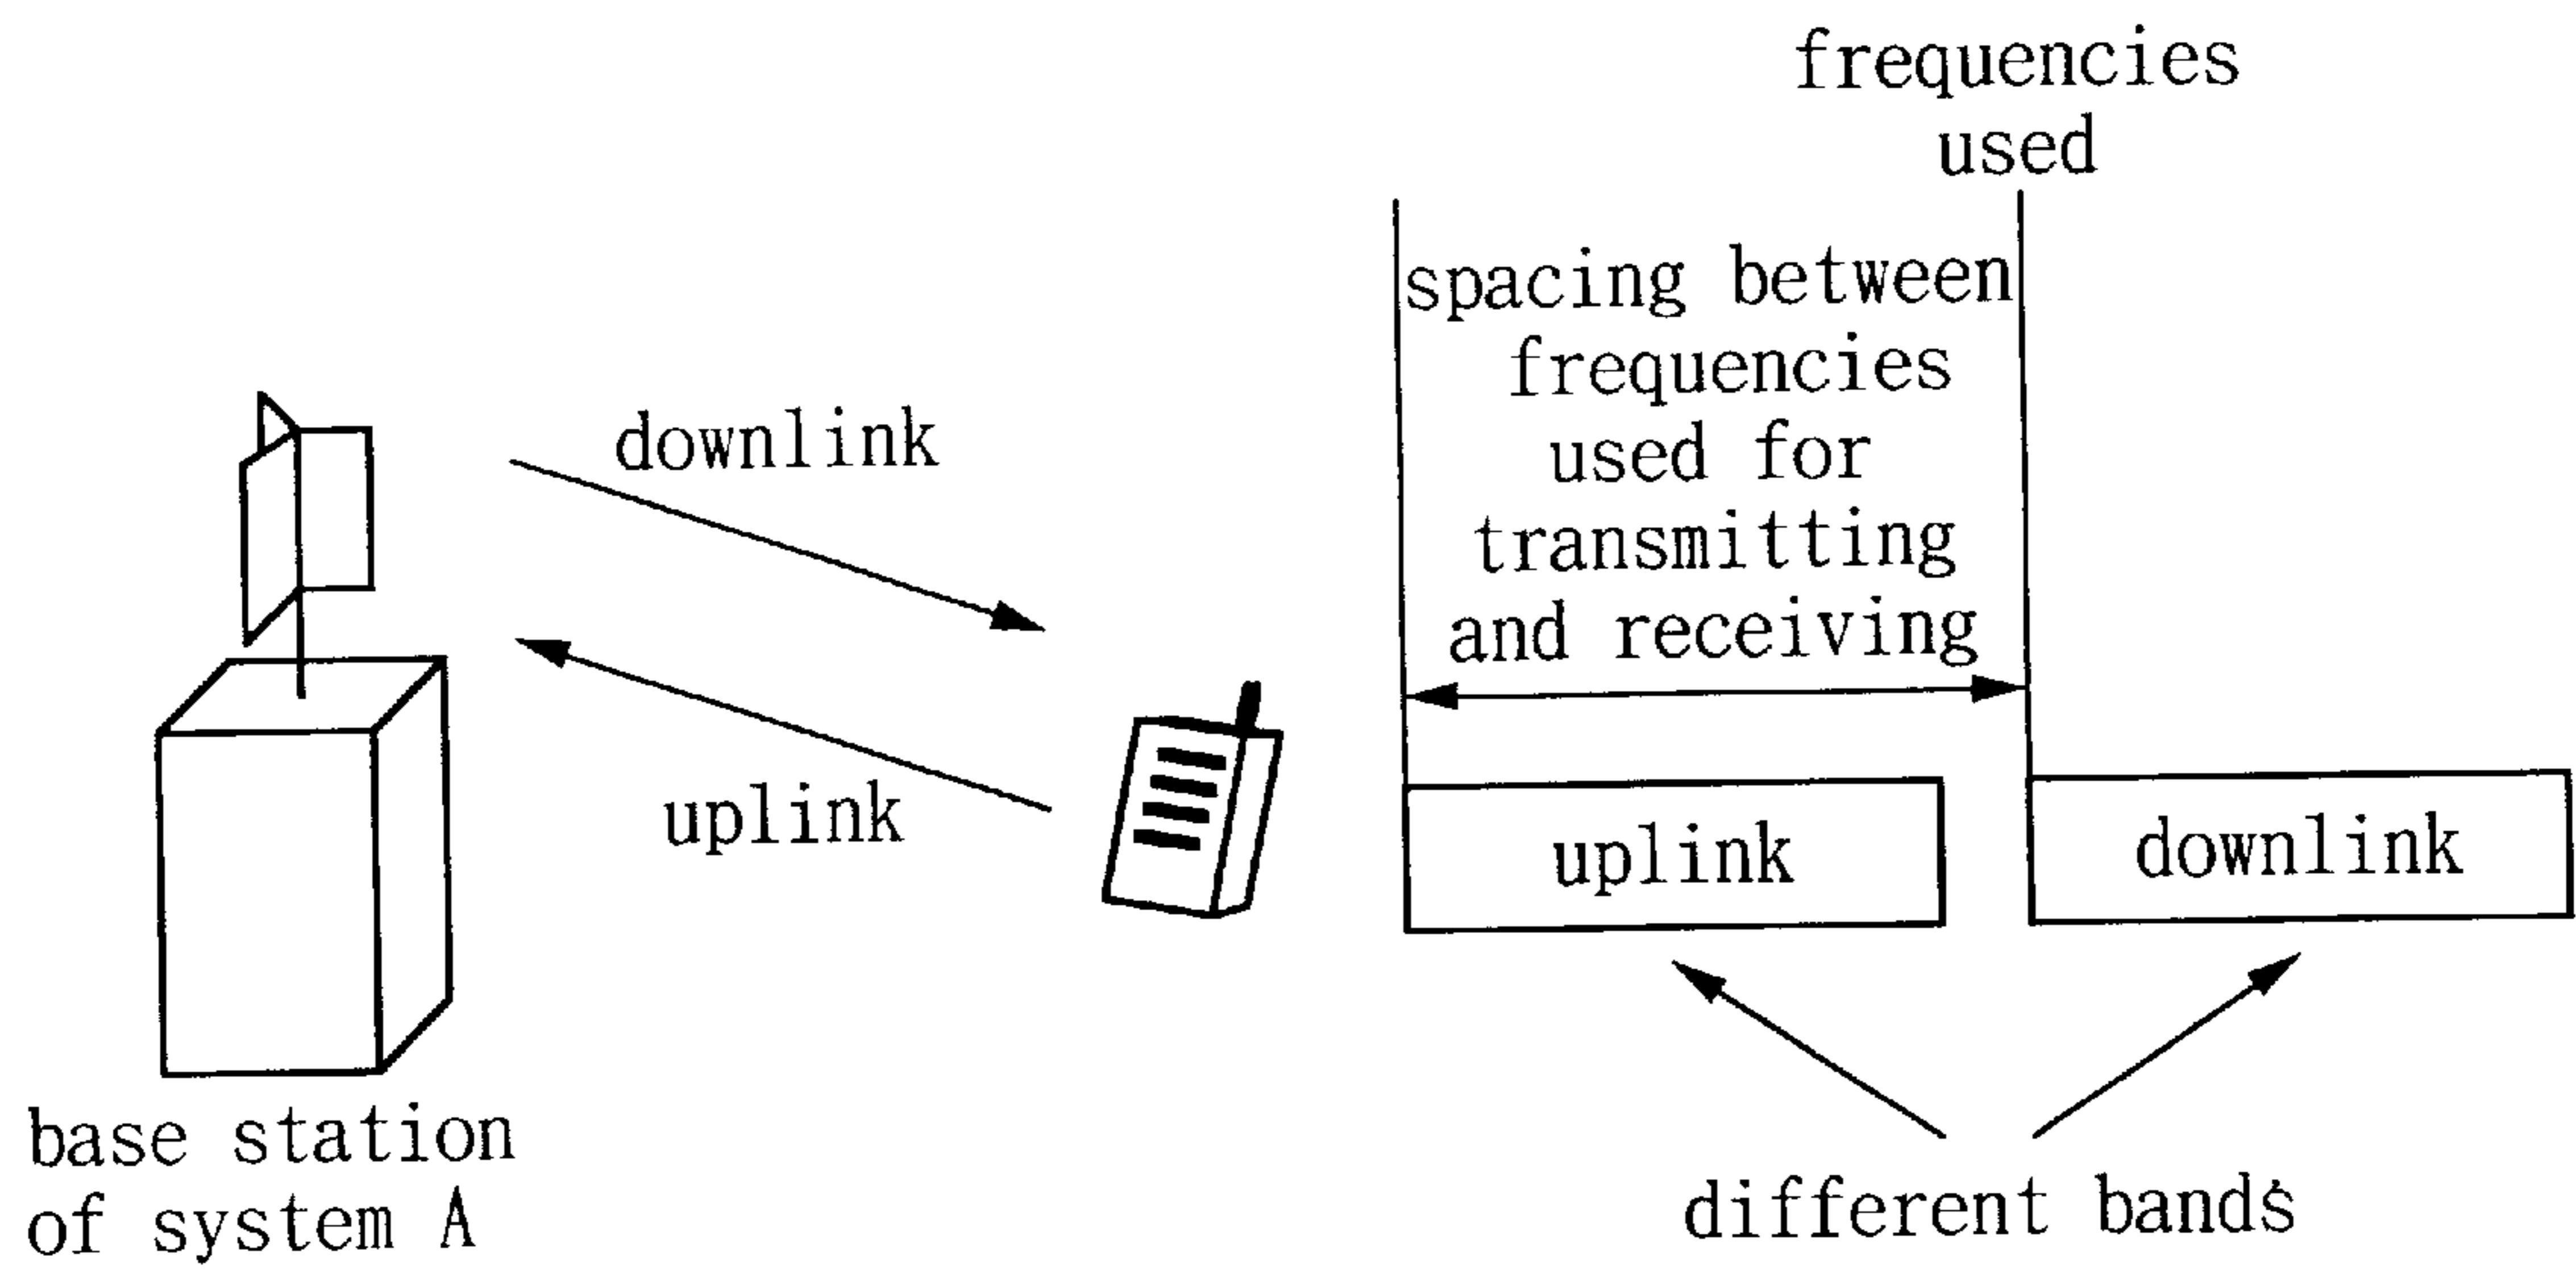 frequencies
used
spacing between
frequencies
used for
transmitting
and receiving
downlink
uplink
uplink
downlink
base station
of system A
different bands